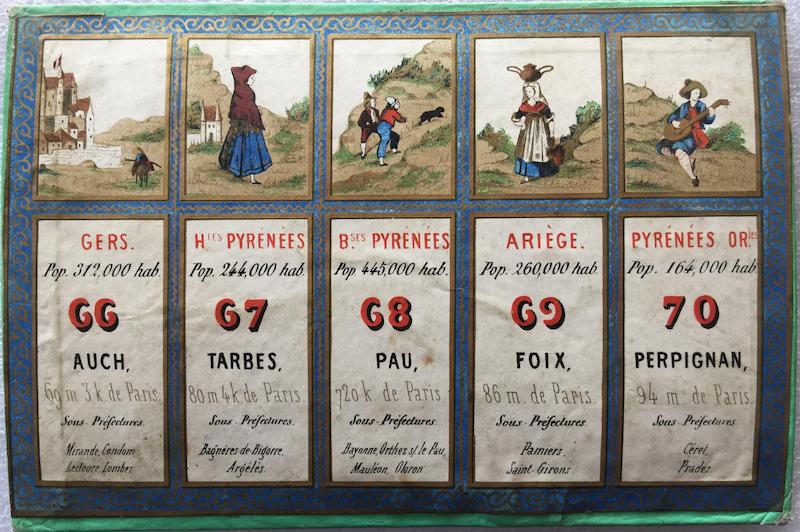 GERS.
Pop. 312,000 hab.
66
AUCH,
69 m 3 k de Paris
Sous-Préfectures.
Mirande, Condom
Lectoure, Lombez
Htes PYRÉNÉES
Pop. 244,000 hab.
67
TARBES,
80 m 4 k. de Paris.
Sous-Préfectures.
Bagnères-de-Bigorre,
Argélès.
Bses PYRÉNÉES
Pop. 445,000 hab.
68
PAU,
720 k. de Paris
Sous-Préfectures.
Bayonne, Orthez s/. le Pau,
Mauléon, Oloron
ARIÈGE.
Pop. 260,000 hab.
69
FOIX,
86 m. de Paris.
Sous-Préfectures.
Pamiers,
Saint-Girons
PYRÉNÉES OR.les
Pop. 164,000 hab
70
PERPIGNAN,
94 m. de Paris.
Sous-Préfectures
Céret,
Prades